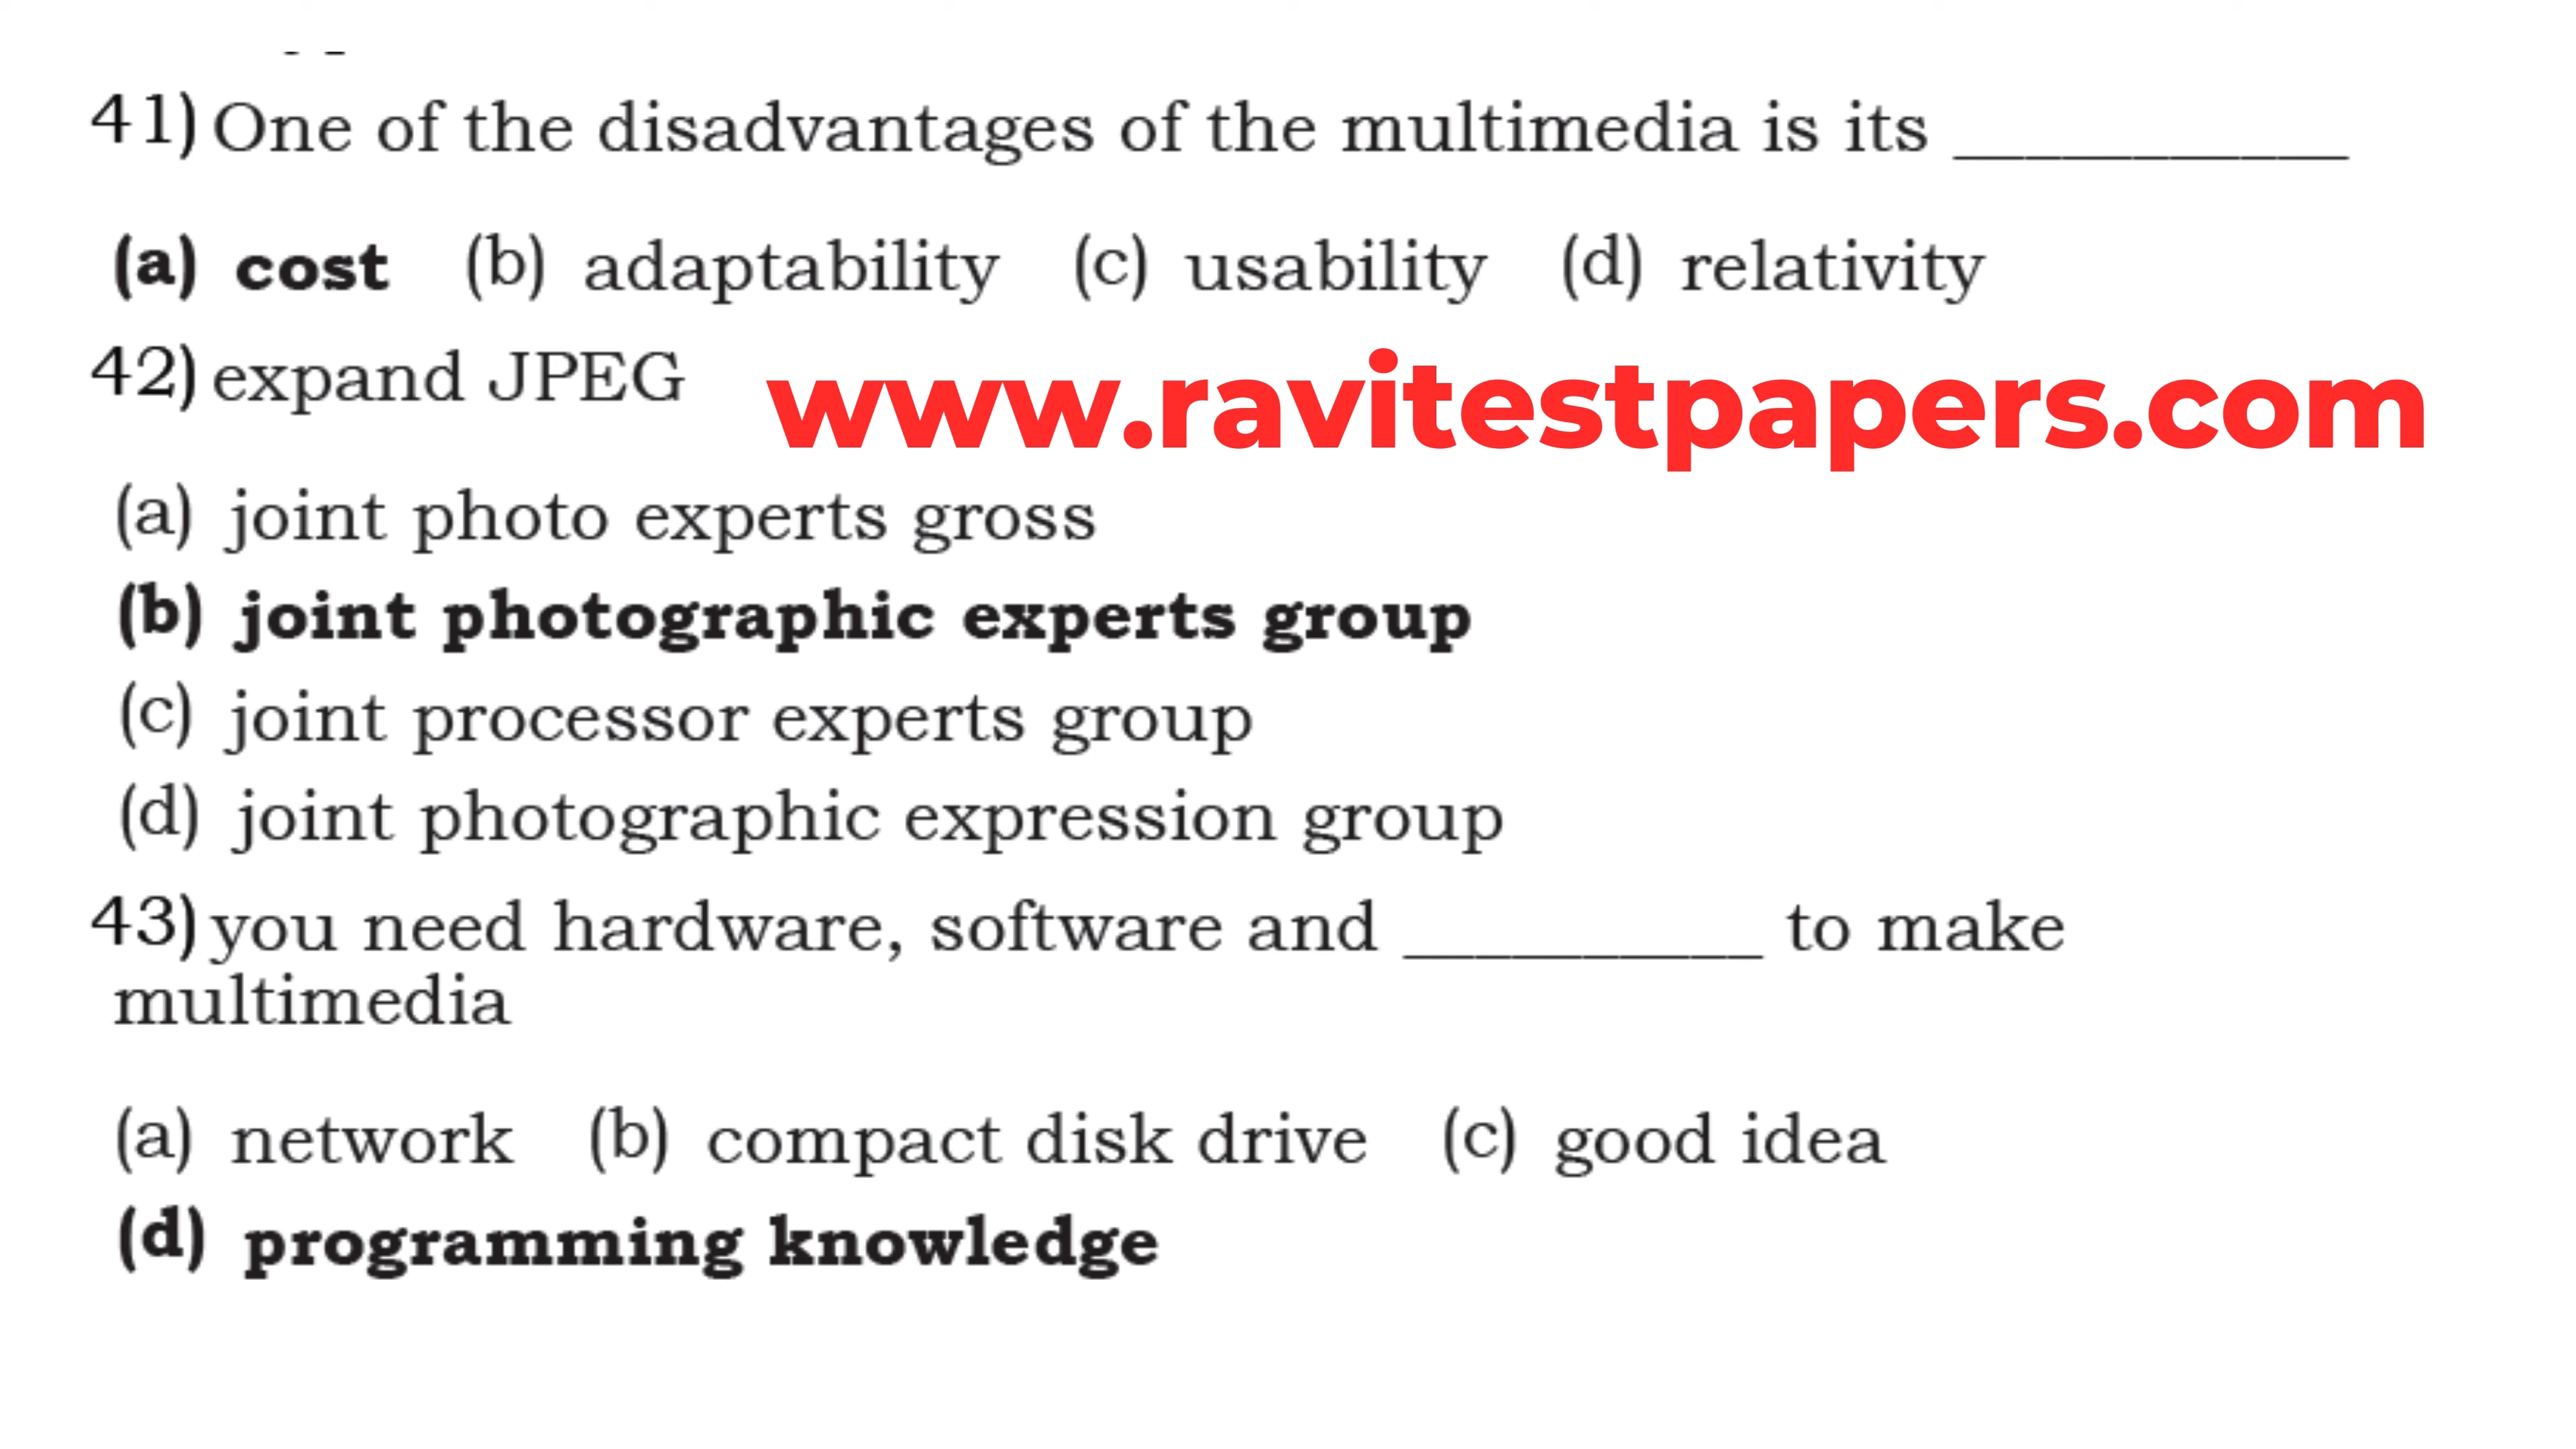 41) One of the disadvantages of the multimedia is its ___________
(a) cost (b) adaptability (c) usability (d) relativity
42) expand JPEG
www.ravitestpapers.com
(a) joint photo experts gross
(b) joint photographic experts group
(c) joint processor experts group
(d) joint photographic expression group
43) you need hardware, software and __________ to make
multimedia
(a) network (b) compact disk drive (c) good idea
(d) programming knowledge